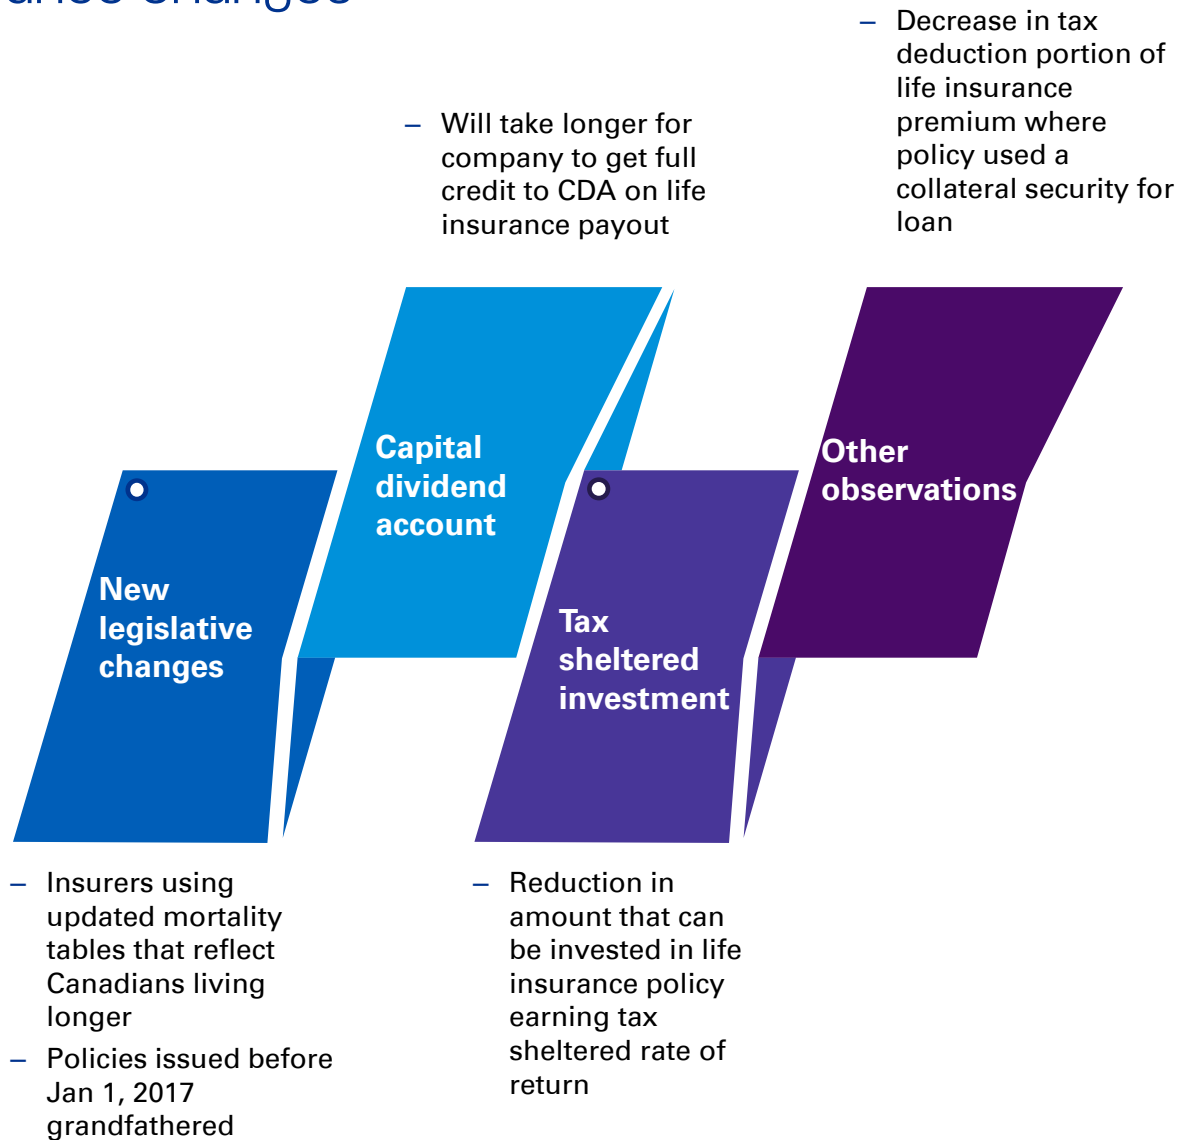 – Decrease in tax
deduction portion of
life insurance
premium where
policy used a
collateral security for
loan
– Will take longer for
company to get full
credit to CDA on life
insurance payout
Capital
dividend
account
Other
observations
New
legislative
changes
Tax
sheltered
investment
– Insurers using
updated mortality
tables that reflect
Canadians living
longer
– Policies issued before
Jan 1, 2017
grandfathered
– Reduction in
amount that can
be invested in life
insurance policy
earning tax
sheltered rate of
return